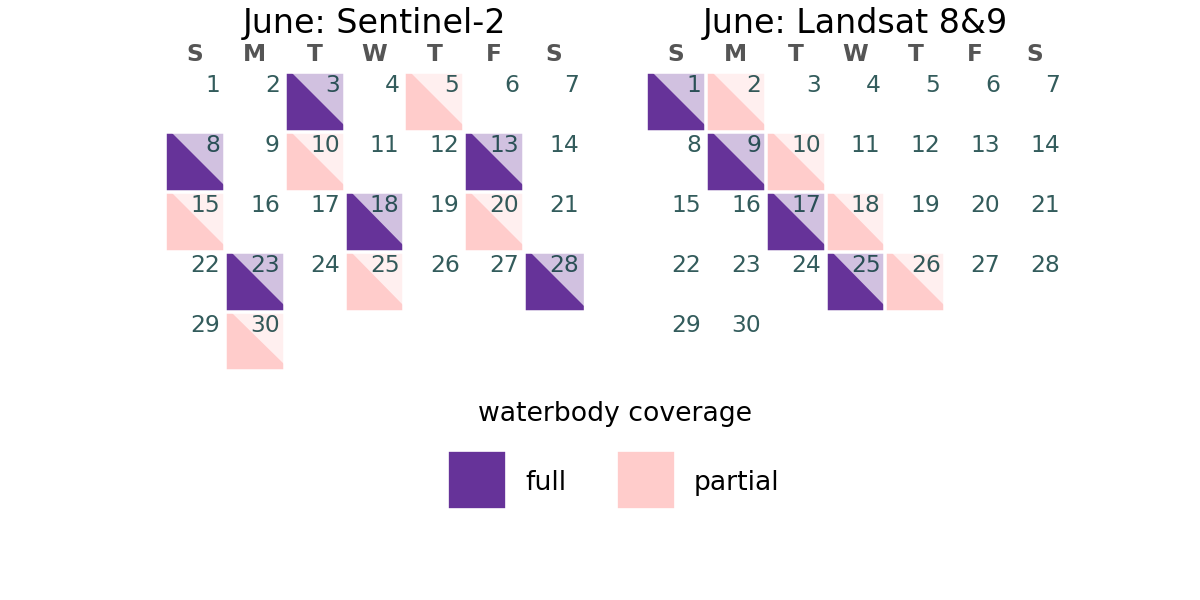 June: Sentinel-2
S M T W T F S
1 2 3 4 5 6 7
8 9 10 11 12 13 14
15 16 17 18 19 20 21
22 23 24 25 26 27 28
29 30
June: Landsat 8&9
S M T W T F S
1 2 3 4 5 6 7
8 9 10 11 12 13 14
15 16 17 18 19 20 21
22 23 24 25 26 27 28
29 30
waterbody coverage
full
partial